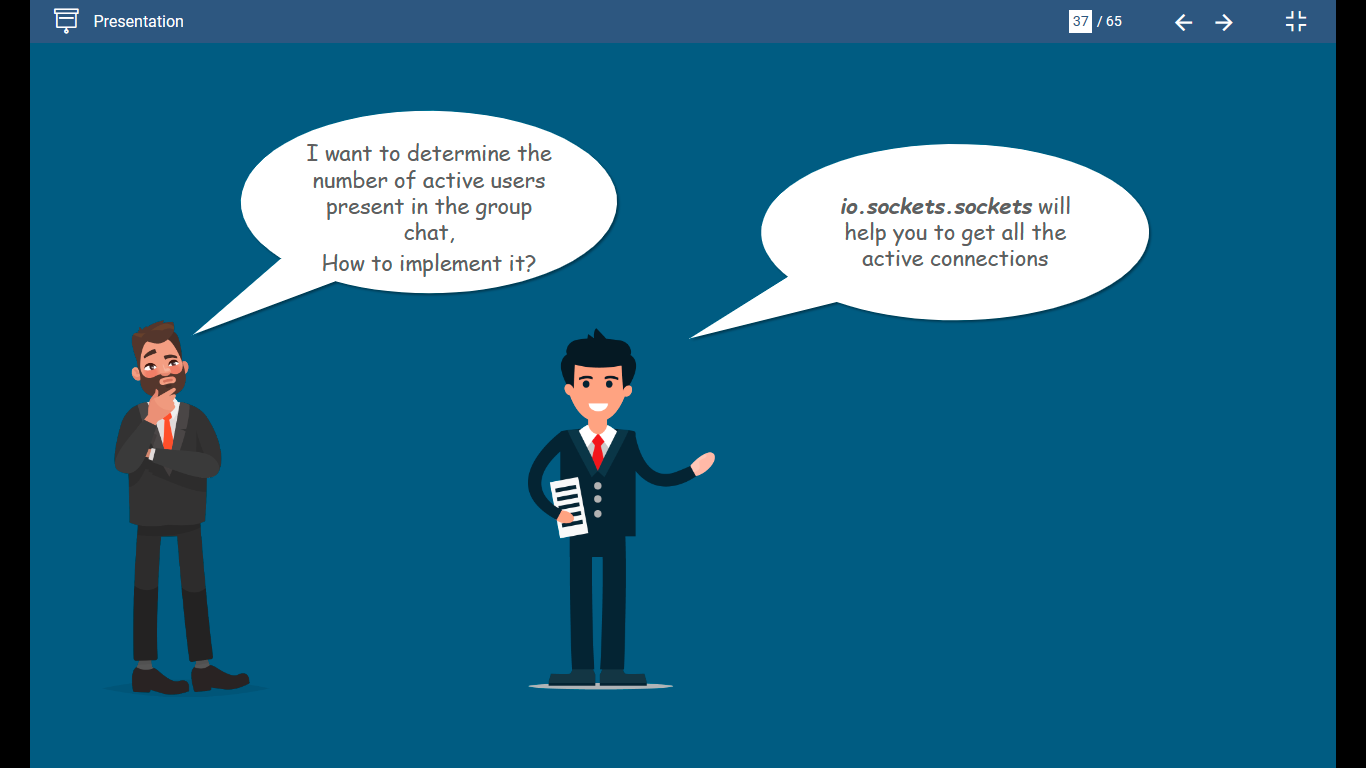 Presentation
37 / 65
I want to determine the
number of active users
present in the group
chat,
How to implement it?
io.sockets.sockets will
help you to get all the
active connections